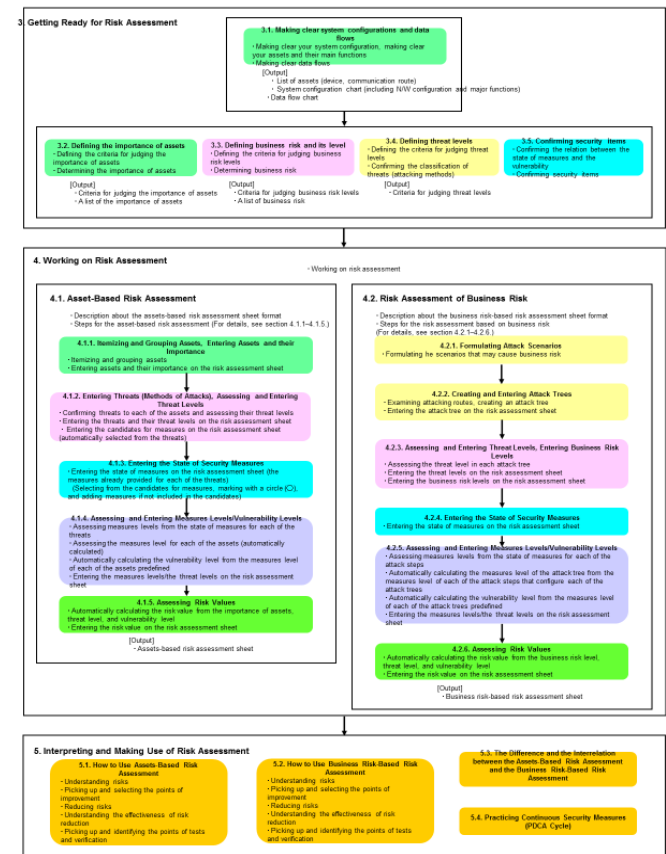 3. Getting Ready for Risk Assessment
3.1. Making clear system configurations and data
flows
・Making clear your system configuration, making clear
your assets and their main functions
・Making clear data flows
[Output]
・List of assets (device, communication route)
・System configuration chart (including N/W configuration and major functions)
・Data flow chart
3.2. Defining the importance of assets
・Defining the criteria for judging the
importance of assets
・Determining the importance of assets
[Output]
・Criteria for judging the importance of assets
・A list of the importance of assets
3.3. Defining business risk and its level
・Defining the criteria for judging business
risk levels
・Determining business risk
[Output]
・Criteria for judging business risk levels
・A list of business risk
3.4. Defining threat levels
・Defining the criteria for judging threat
levels
・Confirming the classification of
threats (attacking methods)
[Output]
・Criteria for judging threat levels
3.5. Confirming security items
・Confirming the relation between the
state of measures and the
vulnerability
・Confirming security items
4. Working on Risk Assessment
・Working on risk assessment
4.1. Asset-Based Risk Assessment
・Description about the assets-based risk assessment sheet format
・Steps for the asset-based risk assessment (For details, see section 4.1.1–4.1.5.)
4.1.1. Itemizing and Grouping Assets, Entering Assets and their
Importance
・Itemizing and grouping assets
・Entering assets and their importance on the risk assessment sheet
4.1.2. Entering Threats (Methods of Attacks), Assessing and Entering
Threat Levels
・Confirming threats to each of the assets and assessing their threat levels
・Entering the threats and their threat levels on the risk assessment sheet
・Entering the candidates for measures on the risk assessment sheet
(automatically selected from the threats)
4.1.3. Entering the State of Security Measures
・Entering the state of measures on the risk assessment sheet (the
measures already provided for each of the threats)
(Selecting from the candidates for measures, marking with a circle (○),
and adding measures if not included in the candidates)
4.1.4. Assessing and Entering Measures Levels/Vulnerability Levels
・Assessing measures levels from the state of measures for each of the
threats
・Assessing the measures level for each of the assets (automatically
calculated)
・Automatically calculating the vulnerability level from the measures level
of each of the assets predefined
・Entering the measures levels/the threat levels on the risk assessment
sheet
4.1.5. Assessing Risk Values
・Automatically calculating the risk value from the importance of assets,
threat level, and vulnerability level
・Entering the risk value on the risk assessment sheet
[Output]
・Assets-based risk assessment sheet
4.2. Risk Assessment of Business Risk
・Description about the business risk-based risk assessment sheet format
・Steps for the risk assessment based on business risk
(For details, see section 4.2.1–4.2.6.)
4.2.1. Formulating Attack Scenarios
・Formulating he scenarios that may cause business risk
4.2.2. Creating and Entering Attack Trees
・Examining attacking routes, creating an attack tree
・Entering the attack tree on the risk assessment sheet
4.2.3. Assessing and Entering Threat Levels, Entering Business Risk
Levels
・Assessing the threat level in each attack tree
・Entering the threat levels on the risk assessment sheet
・Entering the business risk levels on the risk assessment sheet
4.2.4. Entering the State of Security Measures
・Entering the state of measures on the risk assessment sheet
4.2.5. Assessing and Entering Measures Levels/Vulnerability Levels
・Assessing measures levels from the state of measures for each of the
attack steps
・Automatically calculating the measures level of the attack tree from the
measures level of each of the attack steps that configure each of the
attack trees
・Automatically calculating the vulnerability level from the measures level
of each of the attack trees predefined
・Entering the measures levels/the threat levels on the risk assessment
sheet
4.2.6. Assessing Risk Values
・Automatically calculating the risk value from the business risk level,
threat level, and vulnerability level
・Entering the risk value on the risk assessment sheet
[Output]
・Business risk-based risk assessment sheet
5. Interpreting and Making Use of Risk Assessment
5.1. How to Use Assets-Based Risk
Assessment
・Understanding risks
・Picking up and selecting the points of
improvement
・Reducing risks
・Understanding the effectiveness of risk
reduction
・Picking up and identifying the points of tests
and verification
5.2. How to Use Business Risk-Based Risk
Assessment
・Understanding risks
・Picking up and selecting the points of
improvement
・Reducing risks
・Understanding the effectiveness of risk
reduction
・Picking up and identifying the points of tests
and verification
5.3. The Difference and the Interrelation
between the Assets-Based Risk Assessment
and the Business Risk-Based Risk
Assessment
5.4. Practicing Continuous Security Measures
(PDCA Cycle)